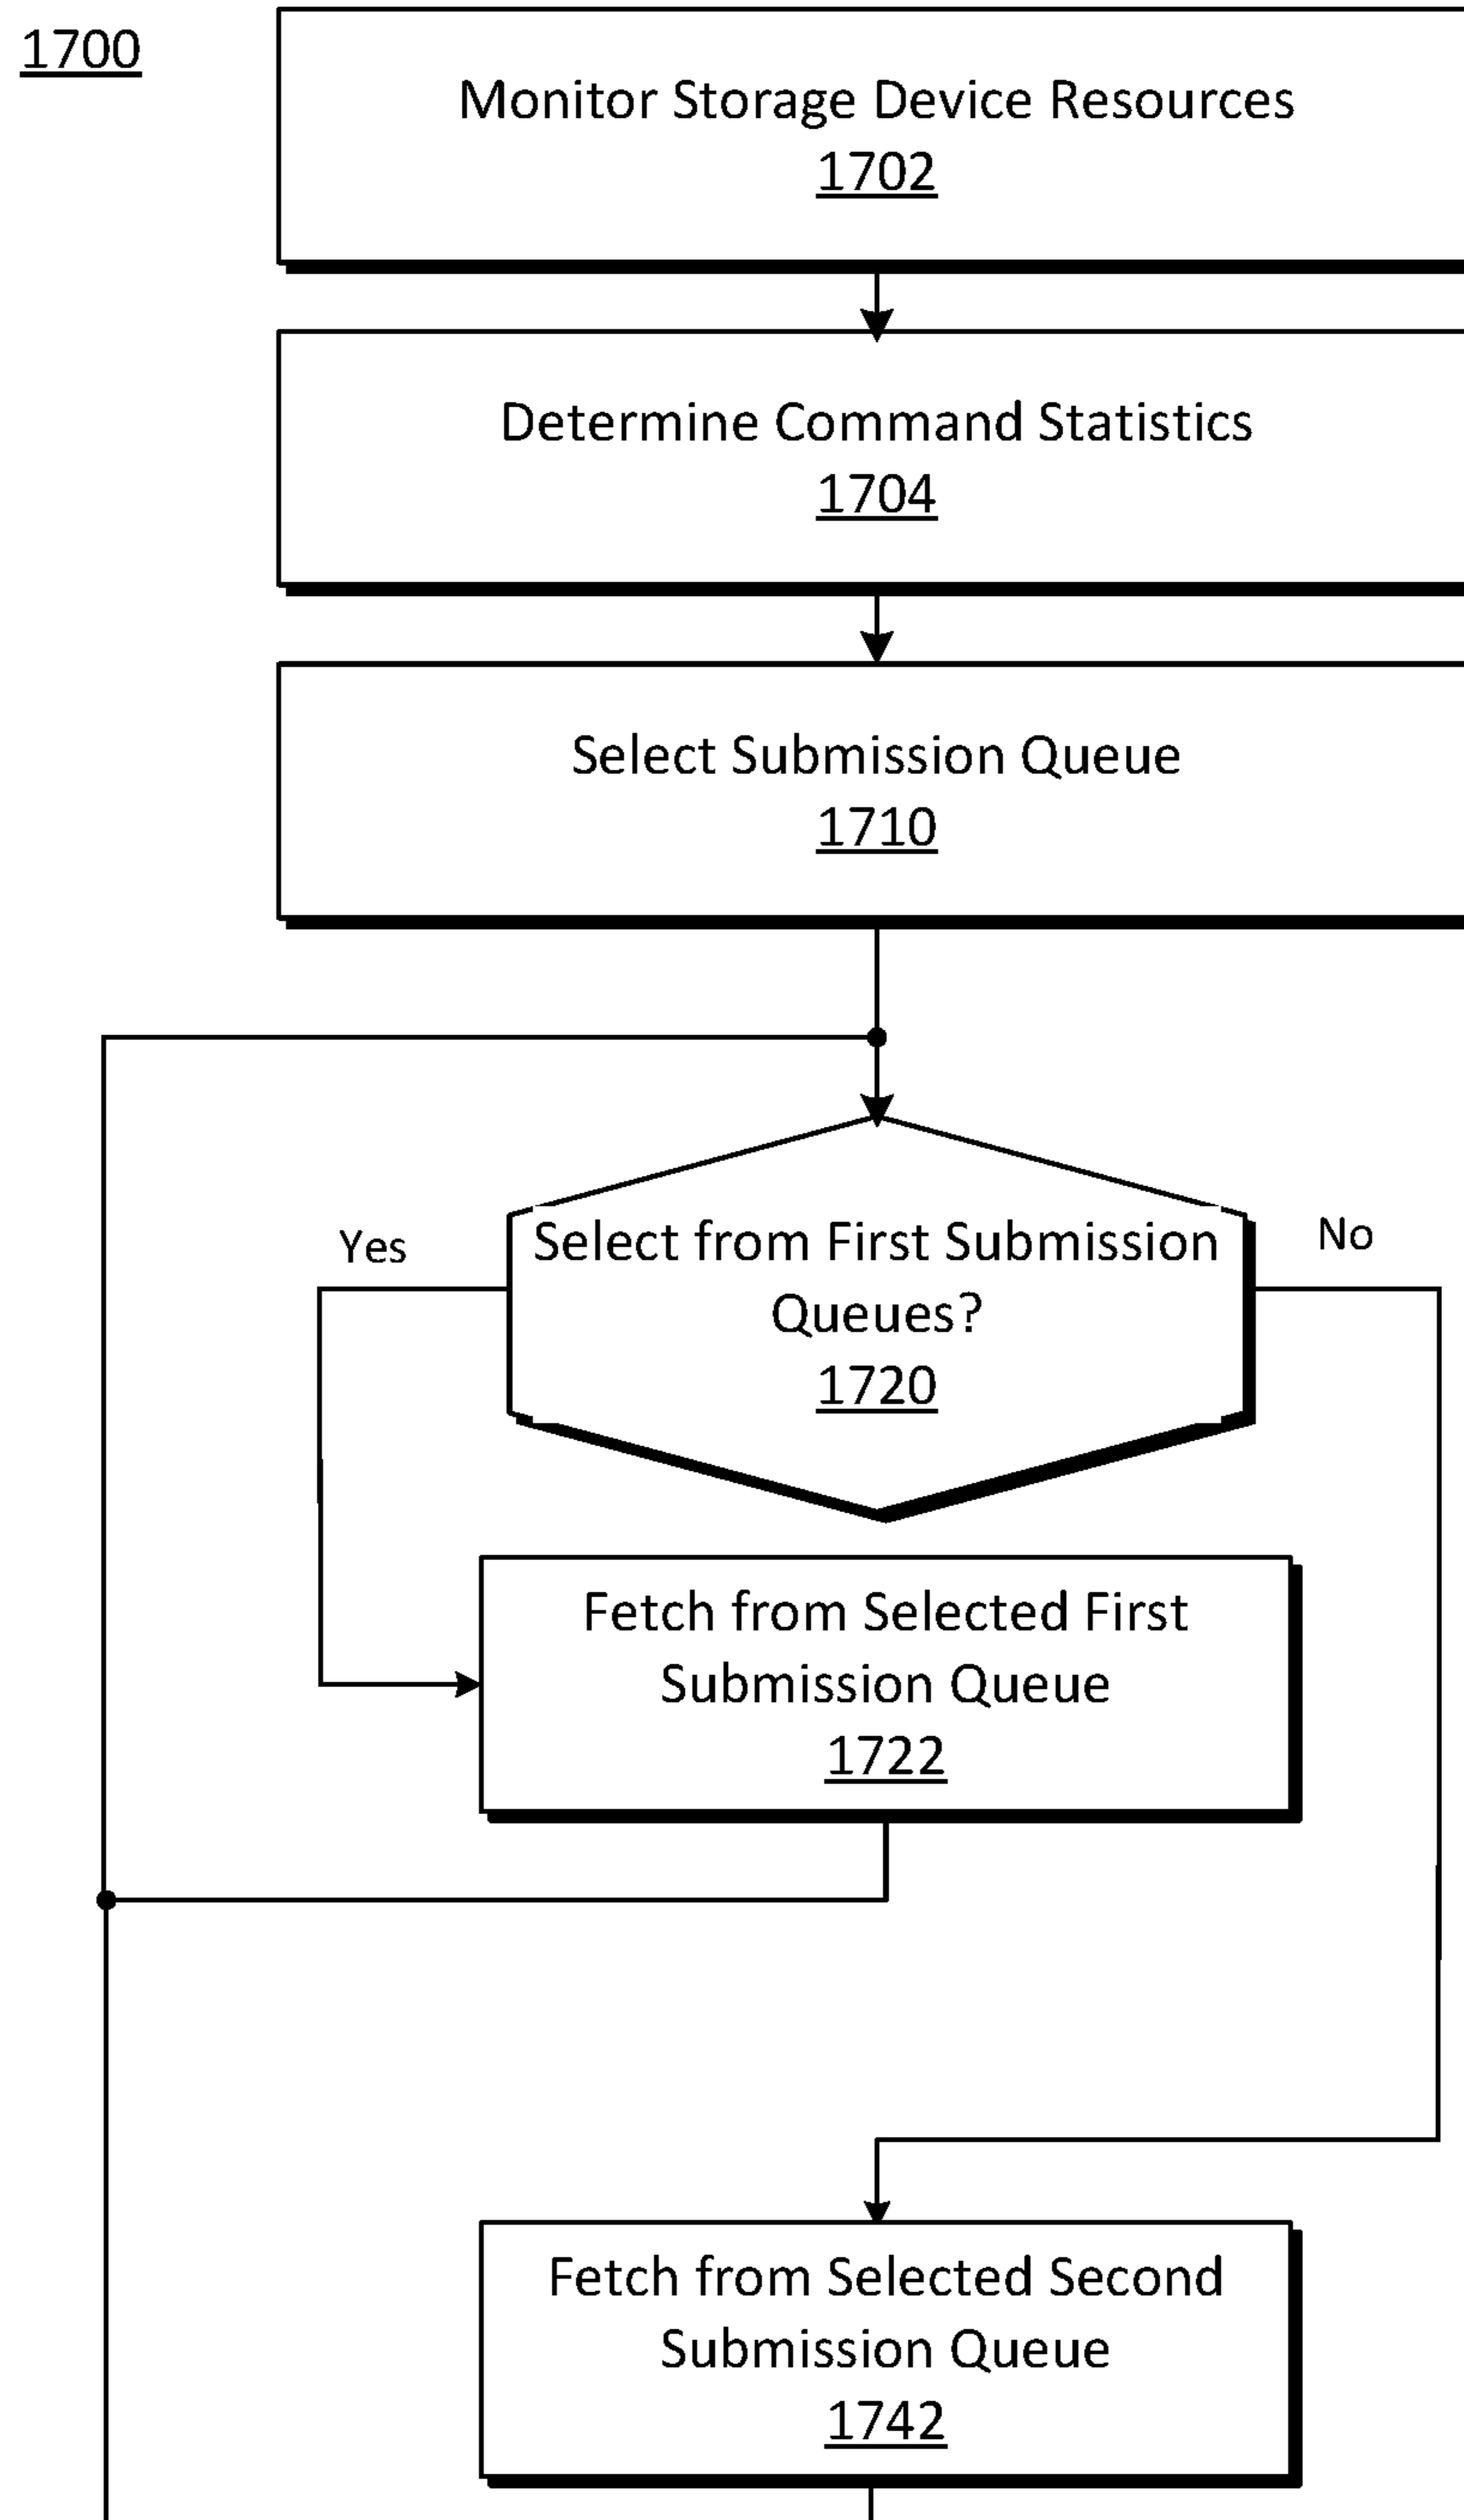 1700
Monitor Storage Device Resources
1702
Determine Command Statistics
1704
Select Submission Queue
1710
Select from First Submission
Queues?
1720
Yes
No
Fetch from Selected First
Submission Queue
1722
Fetch from Selected Second
Submission Queue
1742